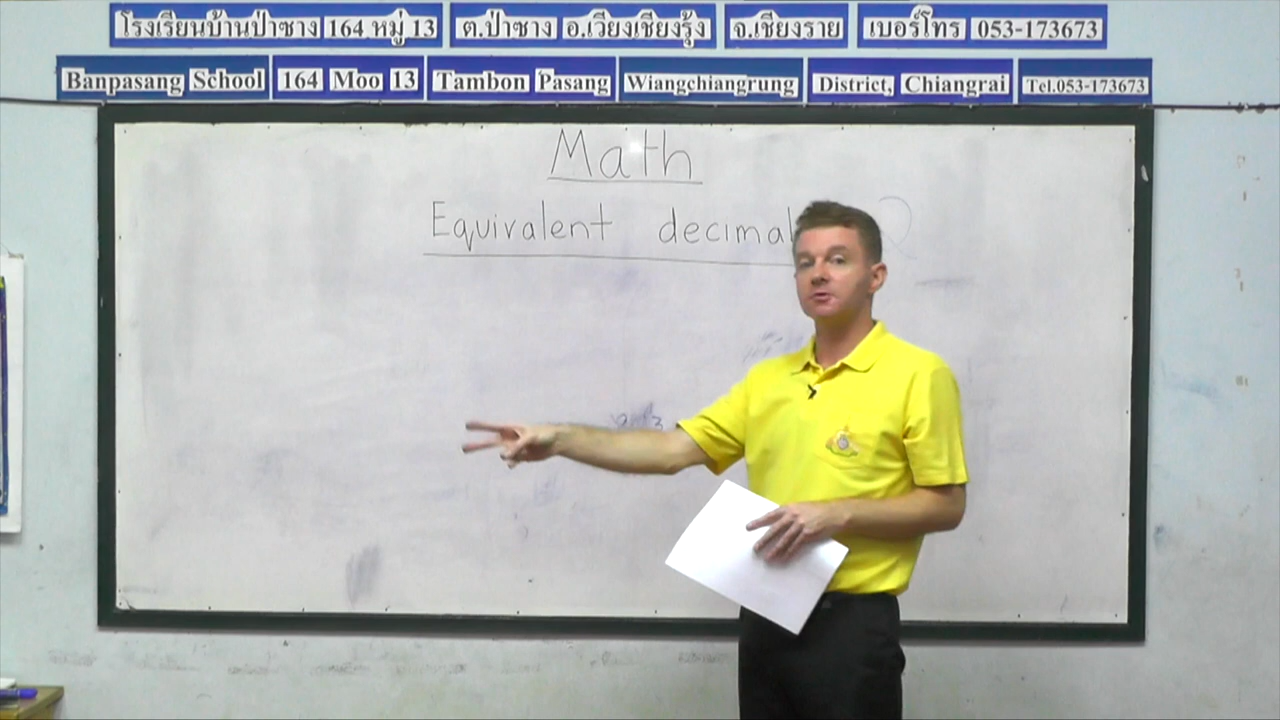 โรงเรียนบ้านป่าซาง 164 หมู่ 13 ต.ป่าซาง อ.เวียงเชียงรุ้ง จ.เชียงราย เบอร์โทร 053-173673
Banpasang School 164 Moo 13 Tambon Pasang Wiangchiangrung District, Chiangrai Tel.053-173673
Math
Equivalent decimal